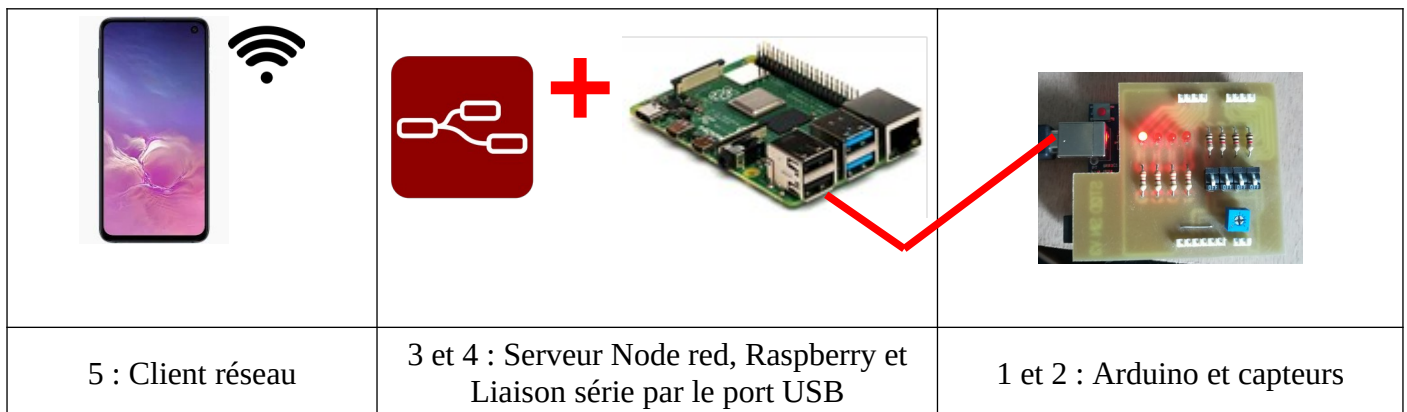 5 : Client réseau
3 et 4 : Serveur Node red, Raspberry et
Liaison série par le port USB
1 et 2 : Arduino et capteurs